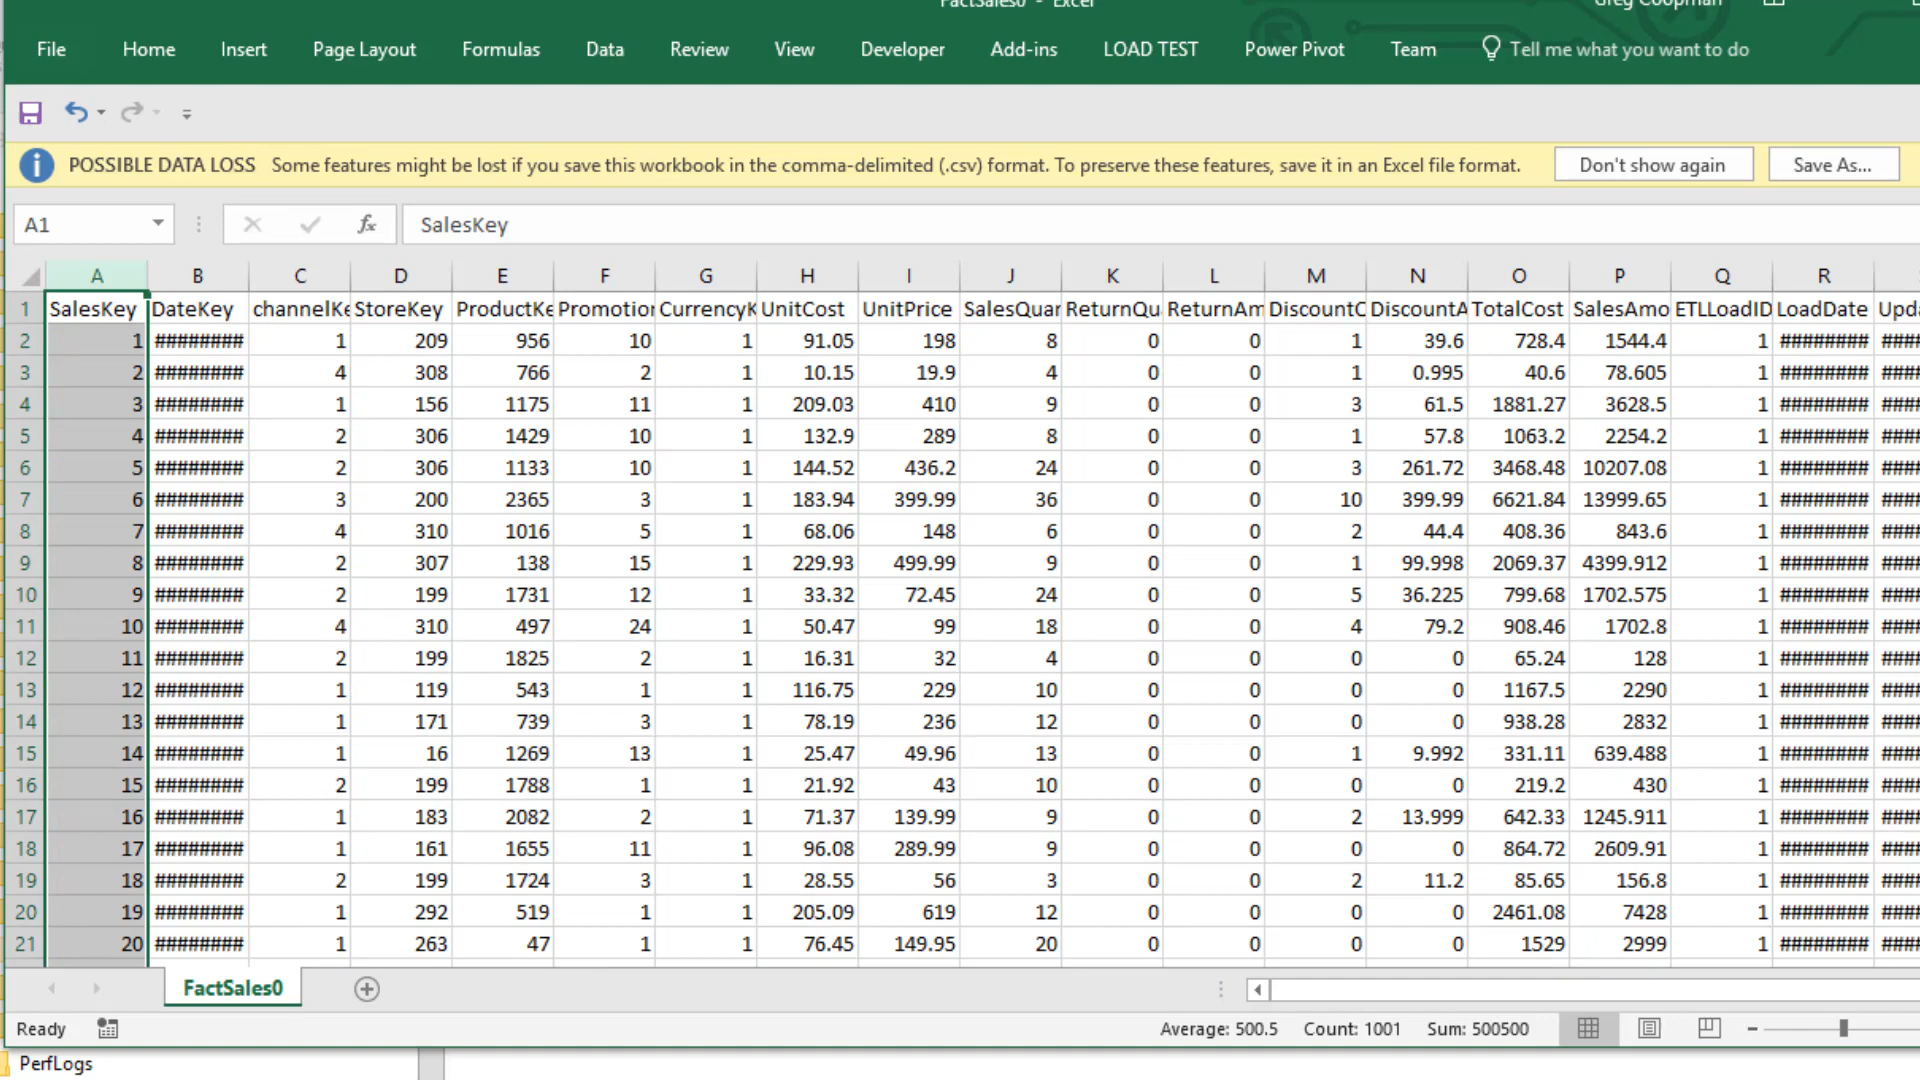 FactSales0 - Excel Greg Coopman
File Home Insert Page Layout Formulas Data Review View Developer Add-ins LOAD TEST Power Pivot Team Tell me what you want to do
POSSIBLE DATA LOSS Some features might be lost if you save this workbook in the comma-delimited (.csv) format. To preserve these features, save it in an Excel file format. Don't show again Save As...
A1 fx SalesKey
A B C D E F G H I J K L M N O P Q R
1 SalesKey DateKey channelKe StoreKey ProductKe Promotion CurrencyK UnitCost UnitPrice SalesQuan ReturnQua ReturnAm DiscountQ DiscountA TotalCost SalesAmo ETLLoadID LoadDate Upda
2 1 ######## 1 209 956 10 1 91.05 198 8 0 0 1 39.6 728.4 1544.4 1 ######## ####
3 2 ######## 4 308 766 2 1 10.15 19.9 4 0 0 1 0.995 40.6 78.605 1 ######## ####
4 3 ######## 1 156 1175 11 1 209.03 410 9 0 0 3 61.5 1881.27 3628.5 1 ######## ####
5 4 ######## 2 306 1429 10 1 132.9 289 8 0 0 1 57.8 1063.2 2254.2 1 ######## ####
6 5 ######## 2 306 1133 10 1 144.52 436.2 24 0 0 3 261.72 3468.48 10207.08 1 ######## ####
7 6 ######## 3 200 2365 3 1 183.94 399.99 36 0 0 10 399.99 6621.84 13999.65 1 ######## ####
8 7 ######## 4 310 1016 5 1 68.06 148 6 0 0 2 44.4 408.36 843.6 1 ######## ####
9 8 ######## 2 307 138 15 1 229.93 499.99 9 0 0 1 99.998 2069.37 4399.912 1 ######## ####
10 9 ######## 2 199 1731 12 1 33.32 72.45 24 0 0 5 36.225 799.68 1702.575 1 ######## ####
11 10 ######## 4 310 497 24 1 50.47 99 18 0 0 4 79.2 908.46 1702.8 1 ######## ####
12 11 ######## 2 199 1825 2 1 16.31 32 4 0 0 0 0 65.24 128 1 ######## ####
13 12 ######## 1 119 543 1 1 116.75 229 10 0 0 0 0 1167.5 2290 1 ######## ####
14 13 ######## 1 171 739 3 1 78.19 236 12 0 0 0 0 938.28 2832 1 ######## ####
15 14 ######## 1 16 1269 13 1 25.47 49.96 13 0 0 1 9.992 331.11 639.488 1 ######## ####
16 15 ######## 2 199 1788 1 1 21.92 43 10 0 0 0 0 219.2 430 1 ######## ####
17 16 ######## 1 183 2082 2 1 71.37 139.99 9 0 0 2 13.999 642.33 1245.911 1 ######## ####
18 17 ######## 1 161 1655 11 1 96.08 289.99 9 0 0 0 0 864.72 2609.91 1 ######## ####
19 18 ######## 2 199 1724 3 1 28.55 56 3 0 0 2 11.2 85.65 156.8 1 ######## ####
20 19 ######## 1 292 519 1 1 205.09 619 12 0 0 0 0 2461.08 7428 1 ######## ####
21 20 ######## 1 263 47 1 1 76.45 149.95 20 0 0 0 0 1529 2999 1 ######## ####
FactSales0
Ready Average: 500.5 Count: 1001 Sum: 500500
PerfLogs